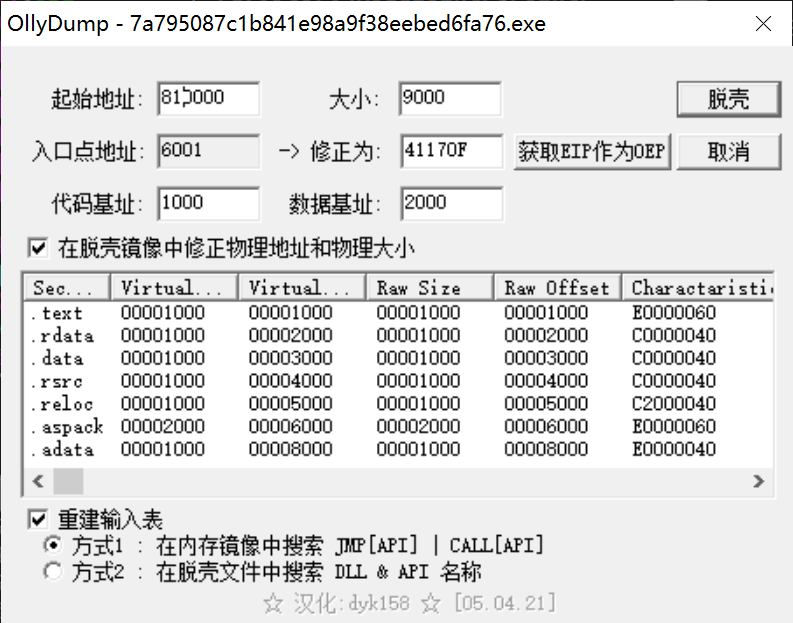 OllyDump - 7a795087c1b841e98a9f38eebed6fa76.exe
起始地址: 810000 大小: 9000 脱壳
入口点地址: 6001 -> 修正为: 41170F 获取EIP作为OEP 取消
代码基址: 1000 数据基址: 2000
在脱壳镜像中修正物理地址和物理大小
Sec... Virtual... Virtual... Raw Size Raw Offset Charactaristi
.text 00001000 00001000 00001000 00001000 E0000060
.rdata 00001000 00002000 00001000 00002000 C0000040
.data 00001000 00003000 00001000 00003000 C0000040
.rsrc 00001000 00004000 00001000 00004000 C0000040
.reloc 00001000 00005000 00001000 00005000 C2000040
.aspack 00002000 00006000 00002000 00006000 E0000060
.adata 00001000 00008000 00001000 00008000 E0000040
重建输入表
方式1 : 在内存镜像中搜索 JMP[API] | CALL[API]
方式2 : 在脱壳文件中搜索 DLL & API 名称
☆ 汉化:dyk158 ☆ [05.04.21]